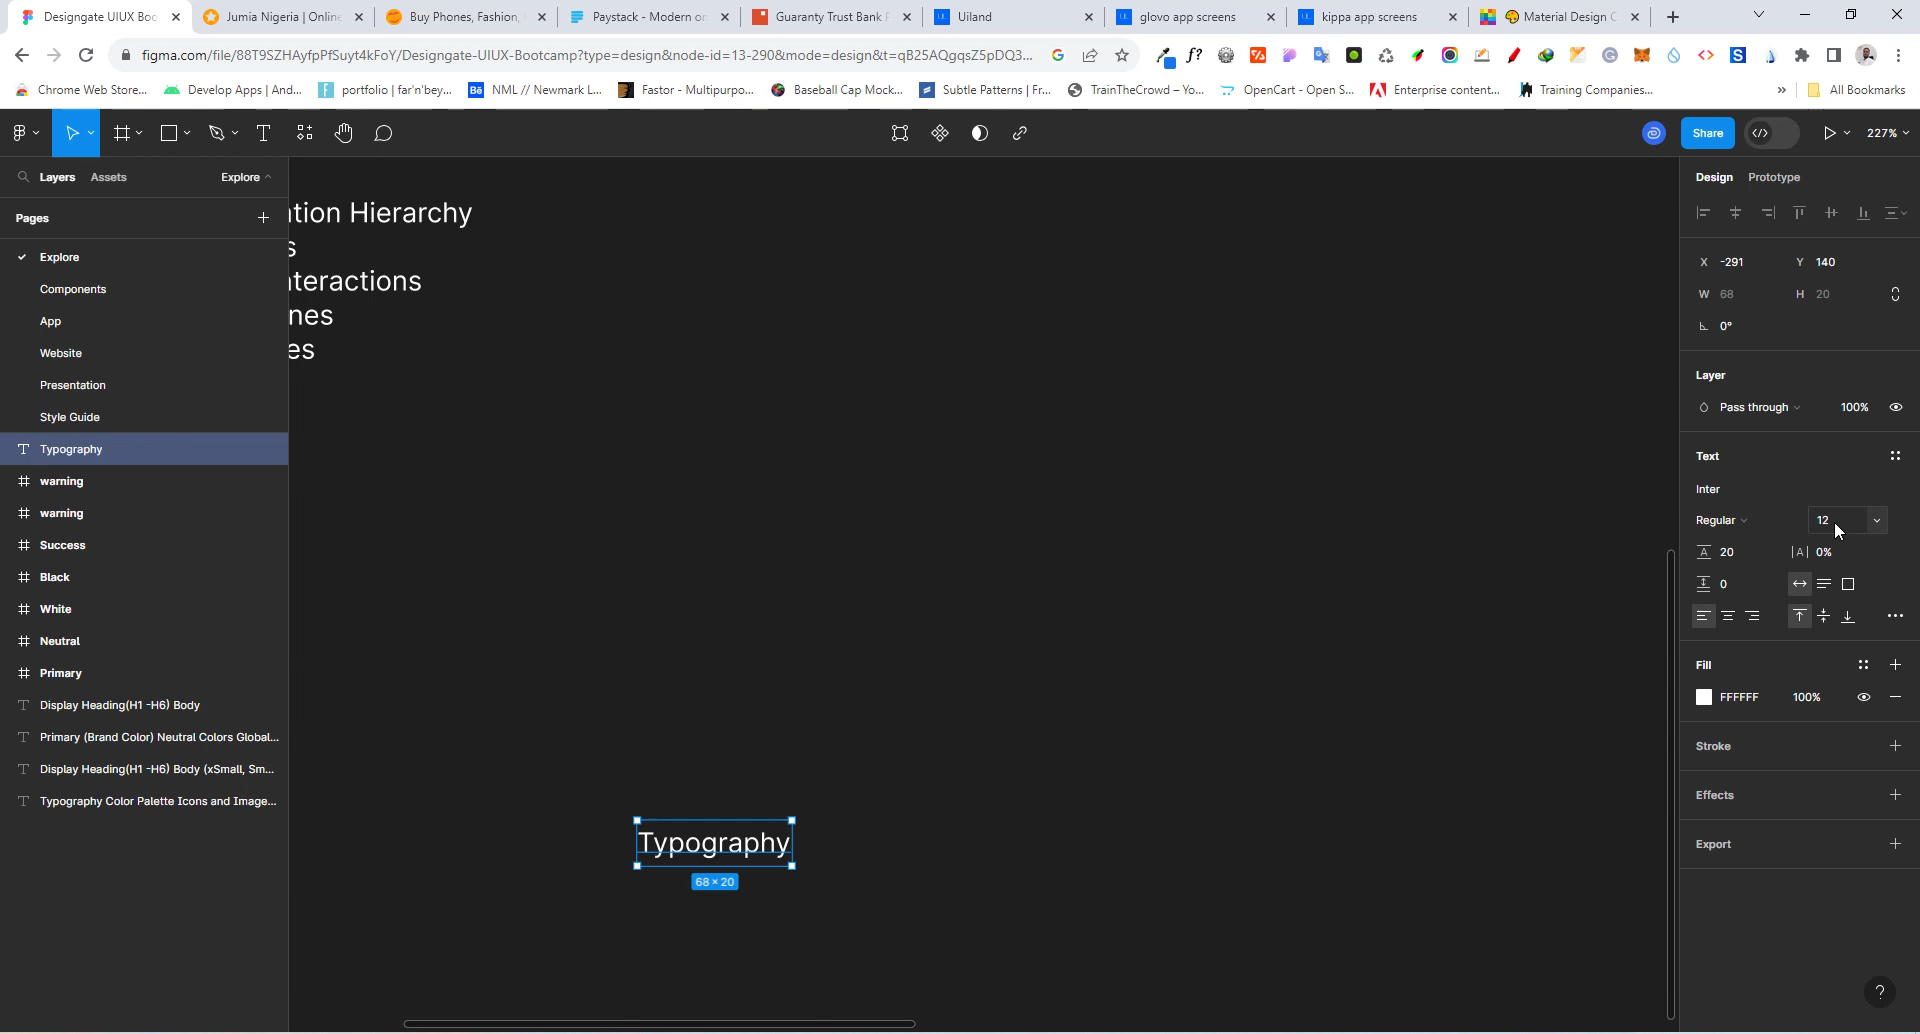 Designgate UIUX Boo
Jumia Nigeria | Online
Buy Phones, Fashion,
Paystack - Modern on
Guaranty Trust Bank
Uiland
glovo app screens
kippa app screens
Material Design C
figma.com/file/88T9SZHAyfpPfSuyt4kFoY/Designgate-UIUX-Bootcamp?type=design&node-id=13-290&mode=design&t=qB25AQgqsZ5pDQ3...
Chrome Web Store...
Develop Apps | And...
portfolio | far'n'bey...
NML // Newmark L...
Fastor - Multipurpo...
Baseball Cap Mock...
Subtle Patterns | Fr...
TrainTheCrowd – Yo...
OpenCart - Open S...
Enterprise content...
Training Companies...
»
All Bookmarks
Share
227%
Layers
Assets
Explore
Pages
Explore
Components
App
Website
Presentation
Style Guide
Typography
warning
warning
Success
Black
White
Neutral
Primary
Display Heading(H1 -H6) Body
Primary (Brand Color) Neutral Colors Global...
Display Heading(H1 -H6) Body (xSmall, Sm...
Typography Color Palette Icons and Image...
tion Hierarchy
s
nteractions
nes
es
Typography
68 × 20
Design
Prototype
X -291
Y 140
W 68
H 20
0°
Layer
Pass through
100%
Text
Inter
Regular
12
20
0%
0
Fill
FFFFFF
100%
Stroke
Effects
Export
?